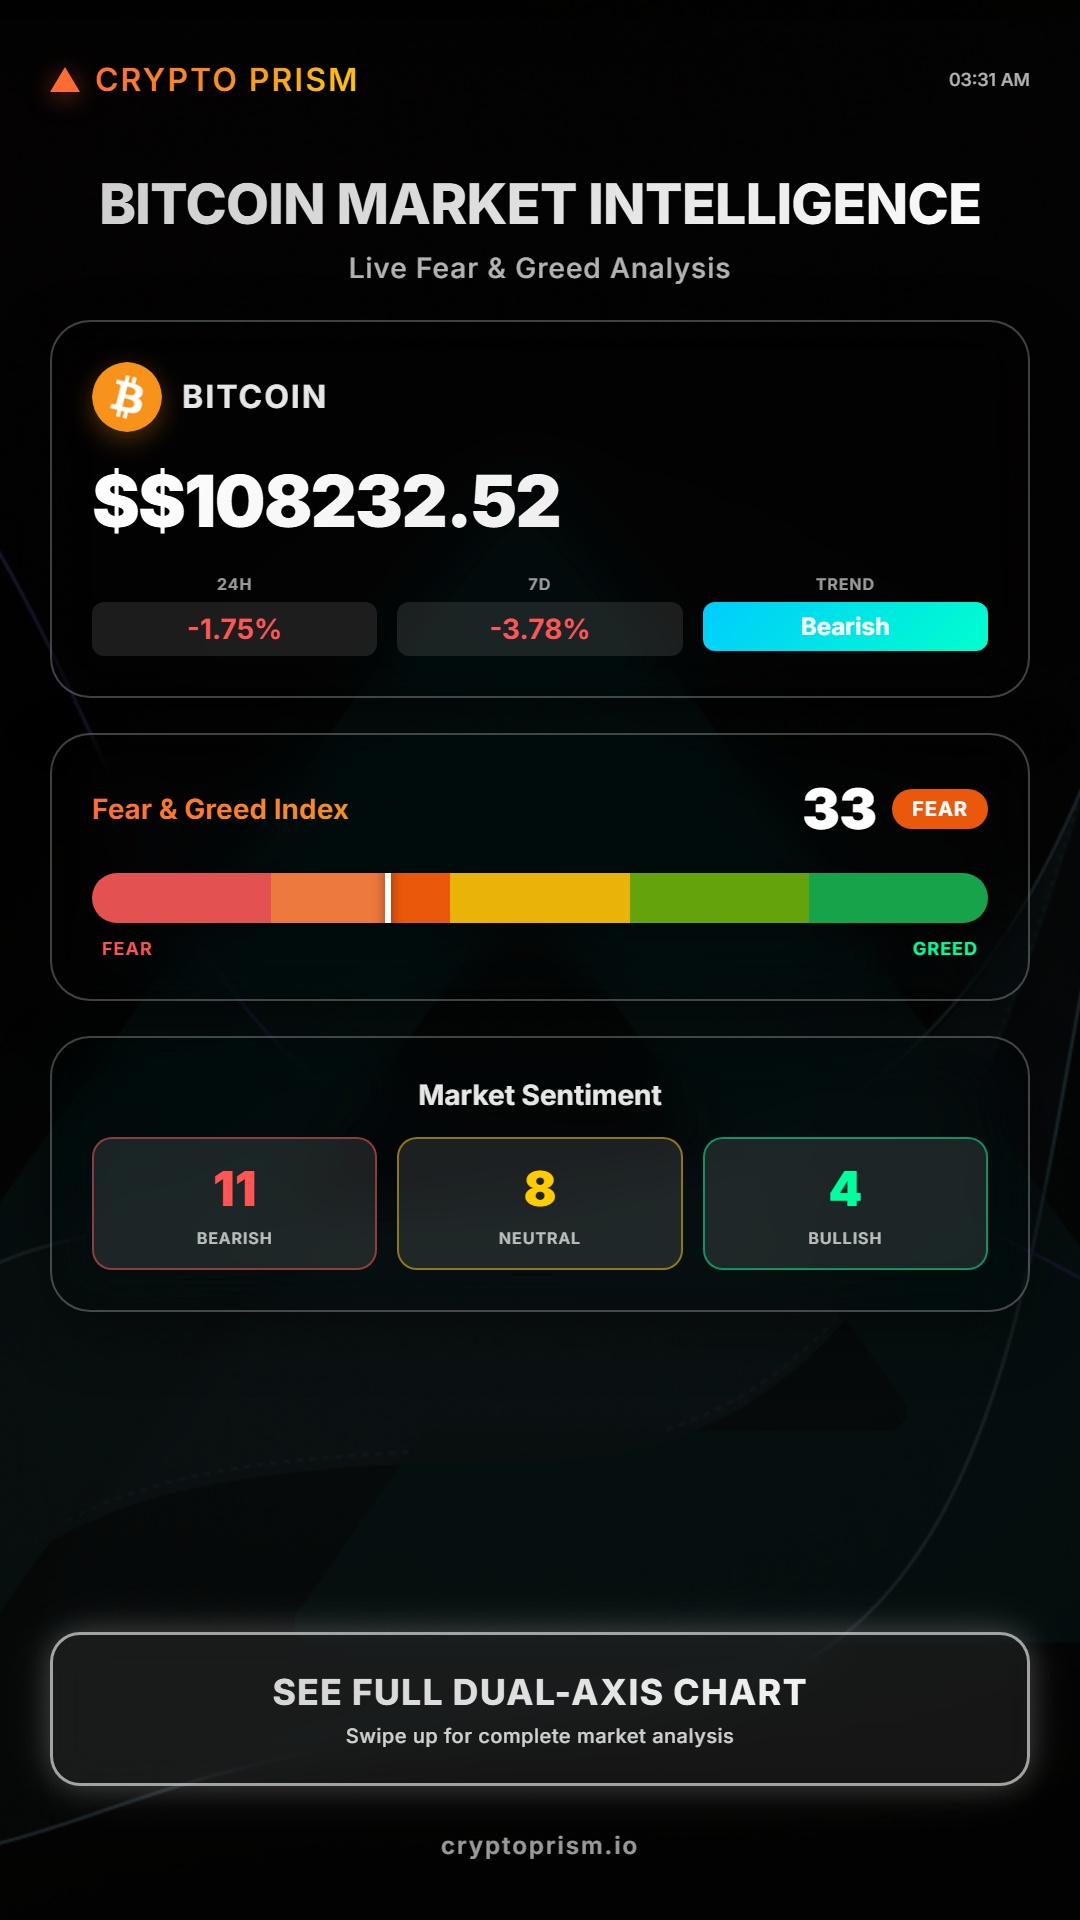 CRYPTO PRISM
03:31 AM
BITCOIN MARKET INTELLIGENCE
Live Fear & Greed Analysis
BITCOIN
$$108232.52
24H
7D
TREND
-1.75%
-3.78%
Bearish
Fear & Greed Index
33
FEAR
FEAR
GREED
Market Sentiment
11
8
4
BEARISH
NEUTRAL
BULLISH
SEE FULL DUAL-AXIS CHART
Swipe up for complete market analysis
cryptoprism.io